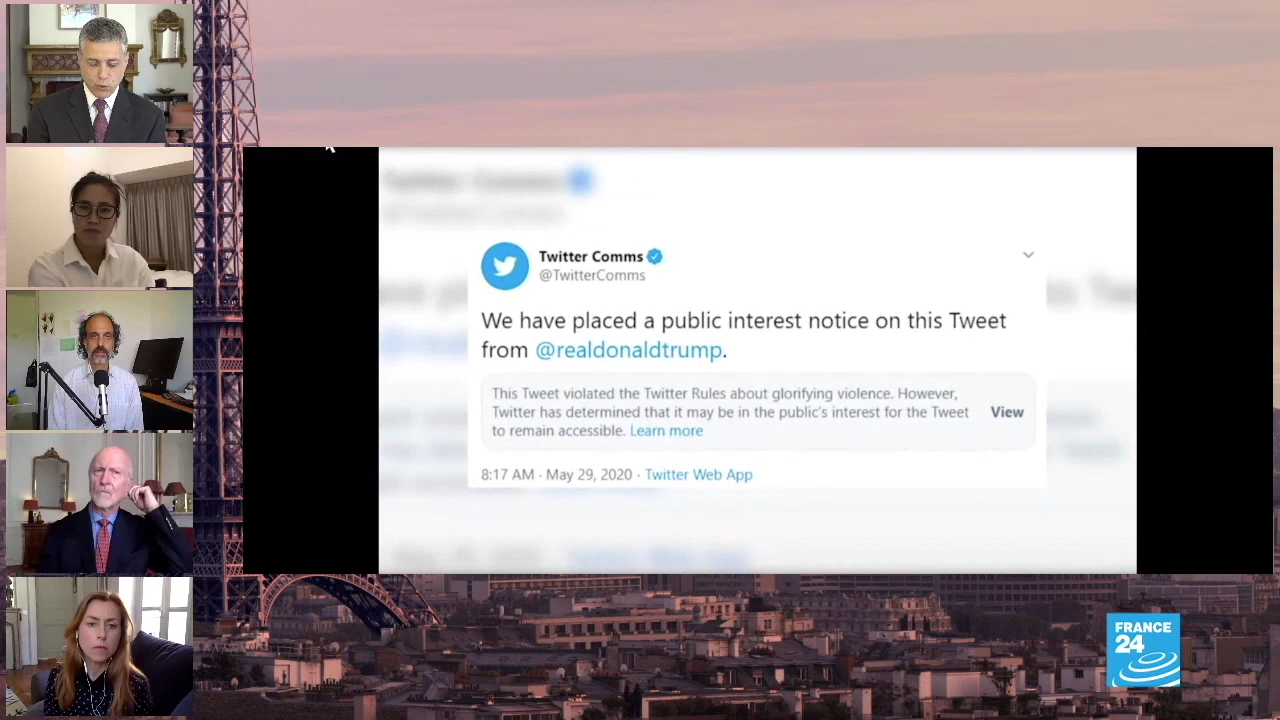 Twitter Comms
@TwitterComms
We have placed a public interest notice on this Tweet
from @realdonaldtrump.
This Tweet violated the Twitter Rules about glorifying violence. However,
Twitter has determined that it may be in the public's interest for the Tweet
to remain accessible. Learn more
View
8:17 AM · May 29, 2020 · Twitter Web App
FRANCE
24